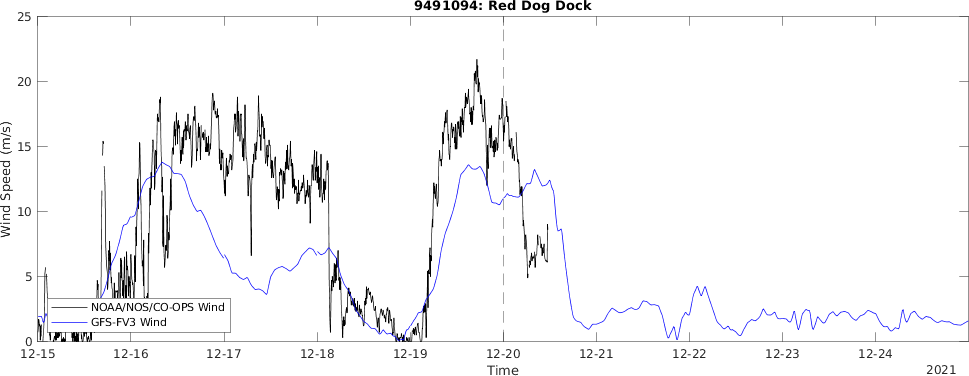 9491094: Red Dog Dock
25
20
15
10
5
0
Wind Speed (m/s)
NOAA/NOS/CO-OPS Wind
GFS-FV3 Wind
12-15 12-16 12-17 12-18 12-19 12-20 12-21 12-22 12-23 12-24
Time
2021